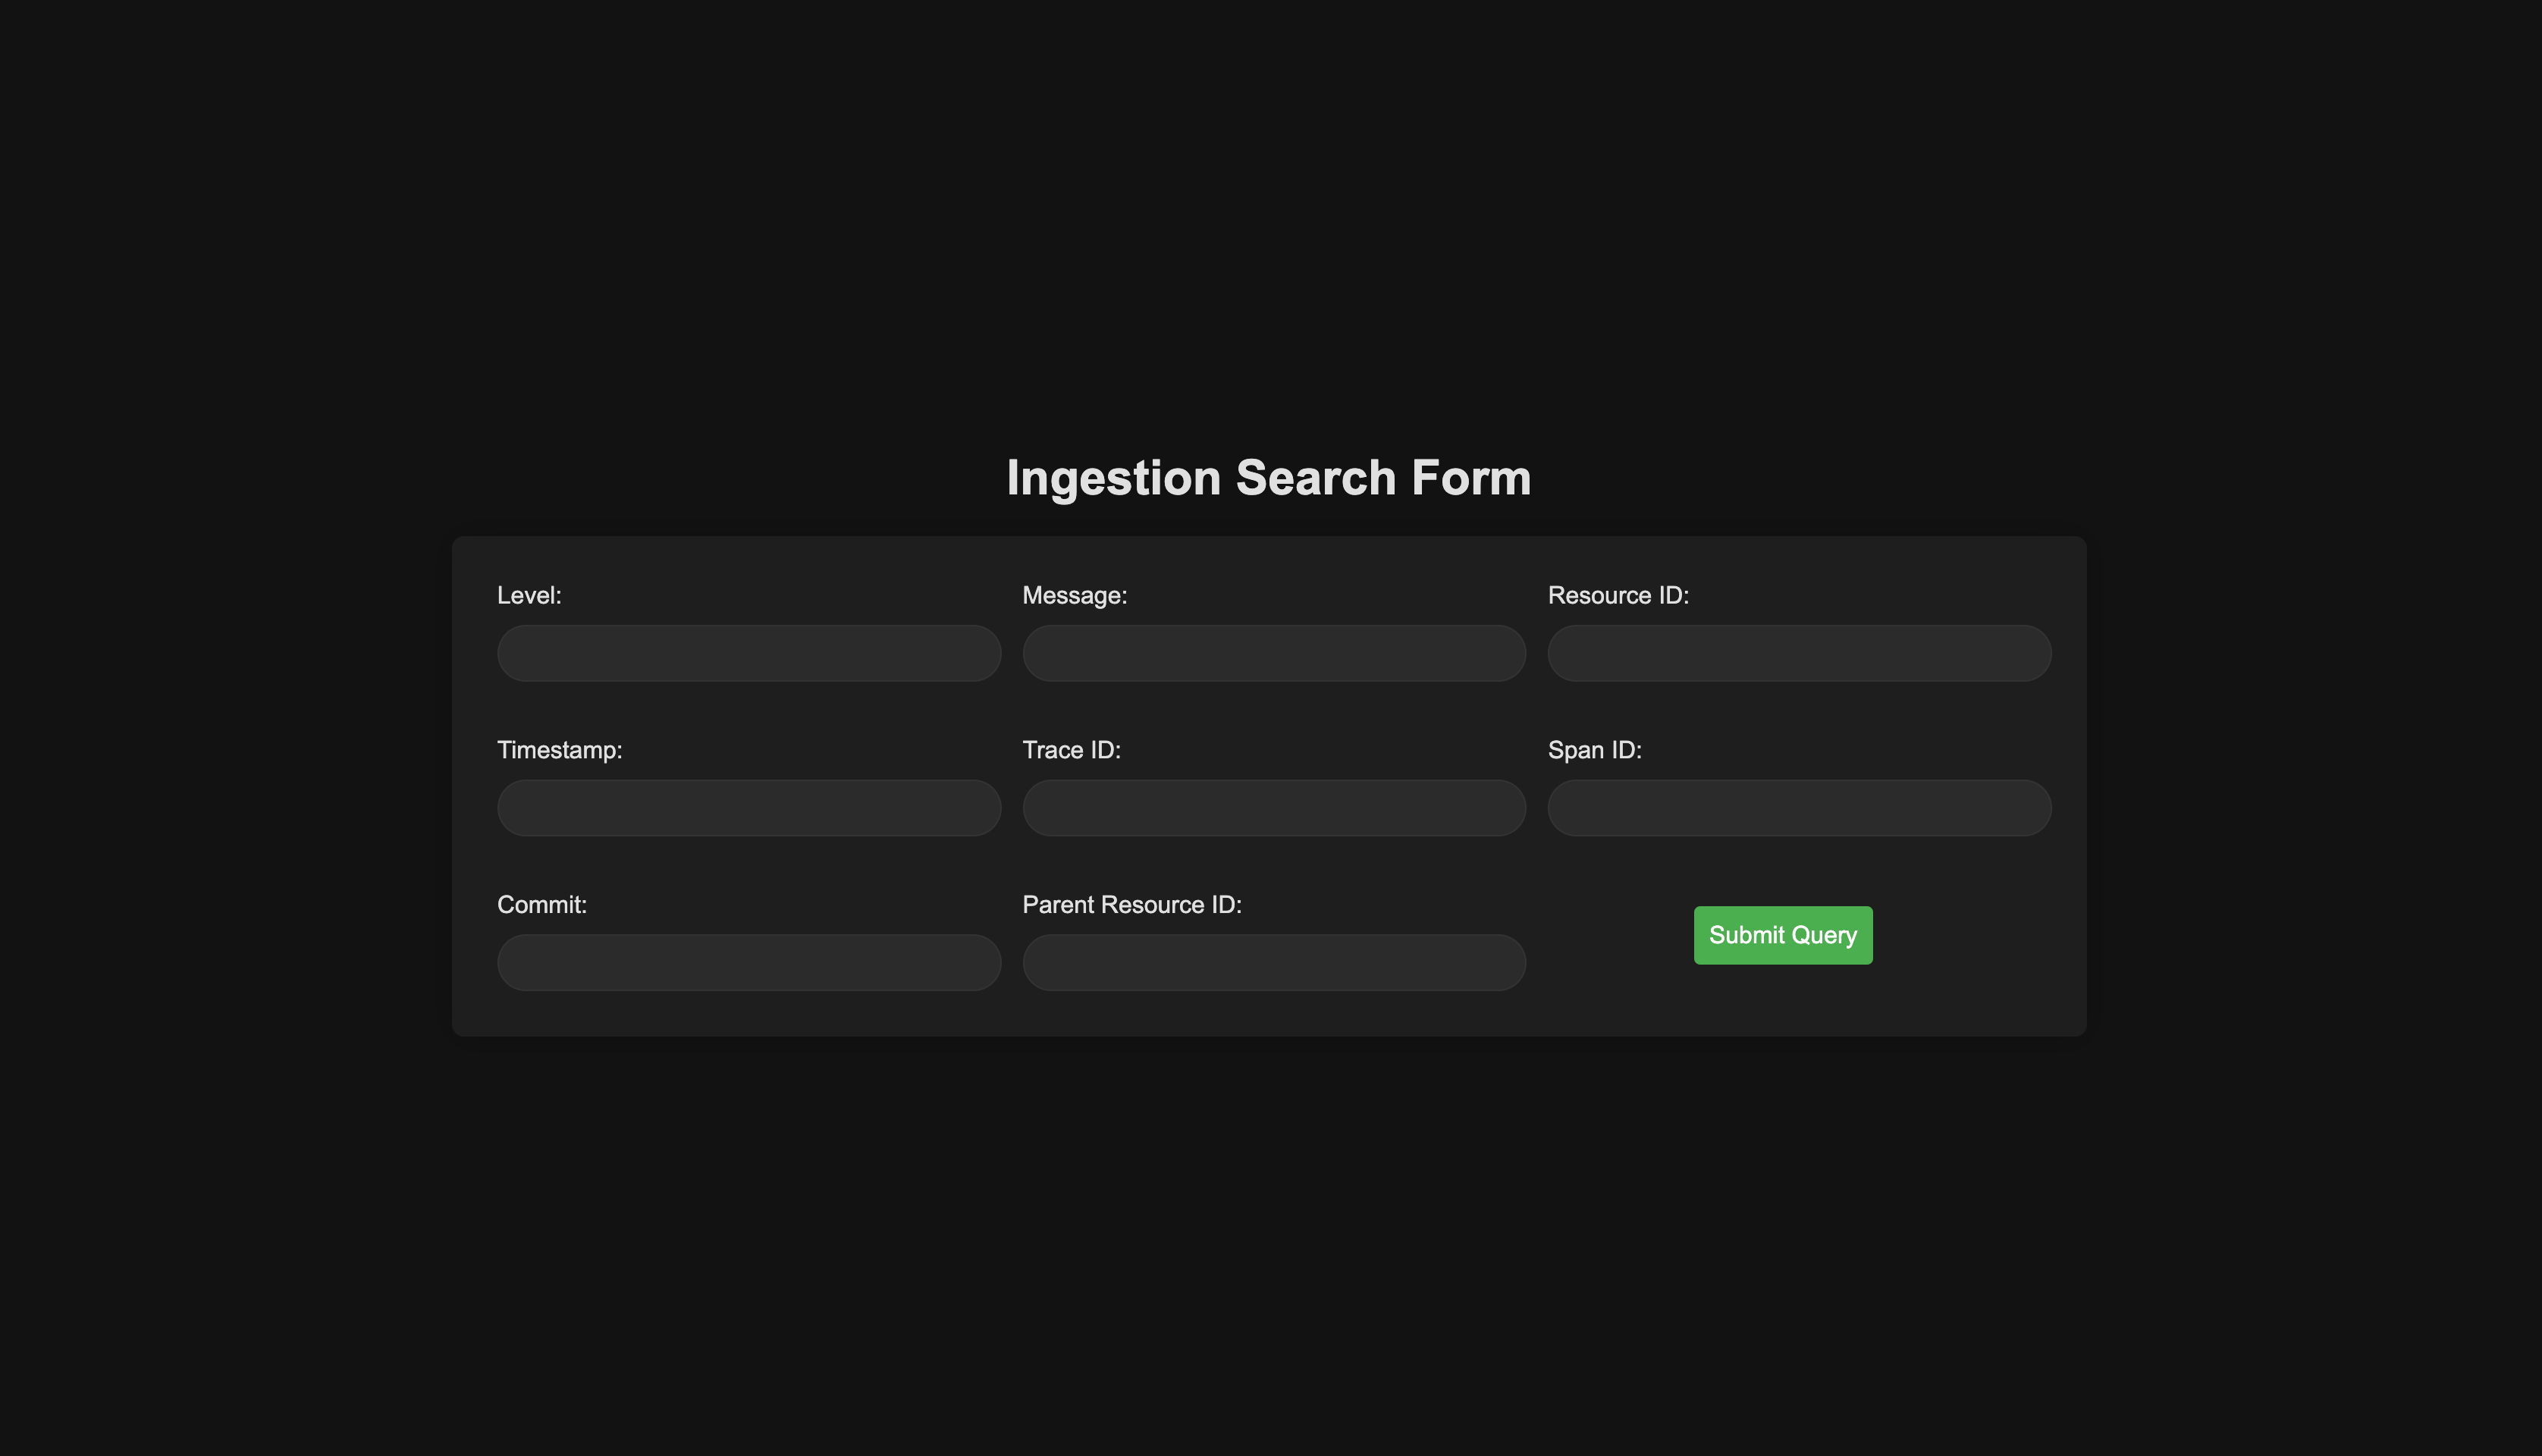 Ingestion Search Form
Level:
Message:
Resource ID:
Timestamp:
Trace ID:
Span ID:
Commit:
Parent Resource ID:
Submit Query